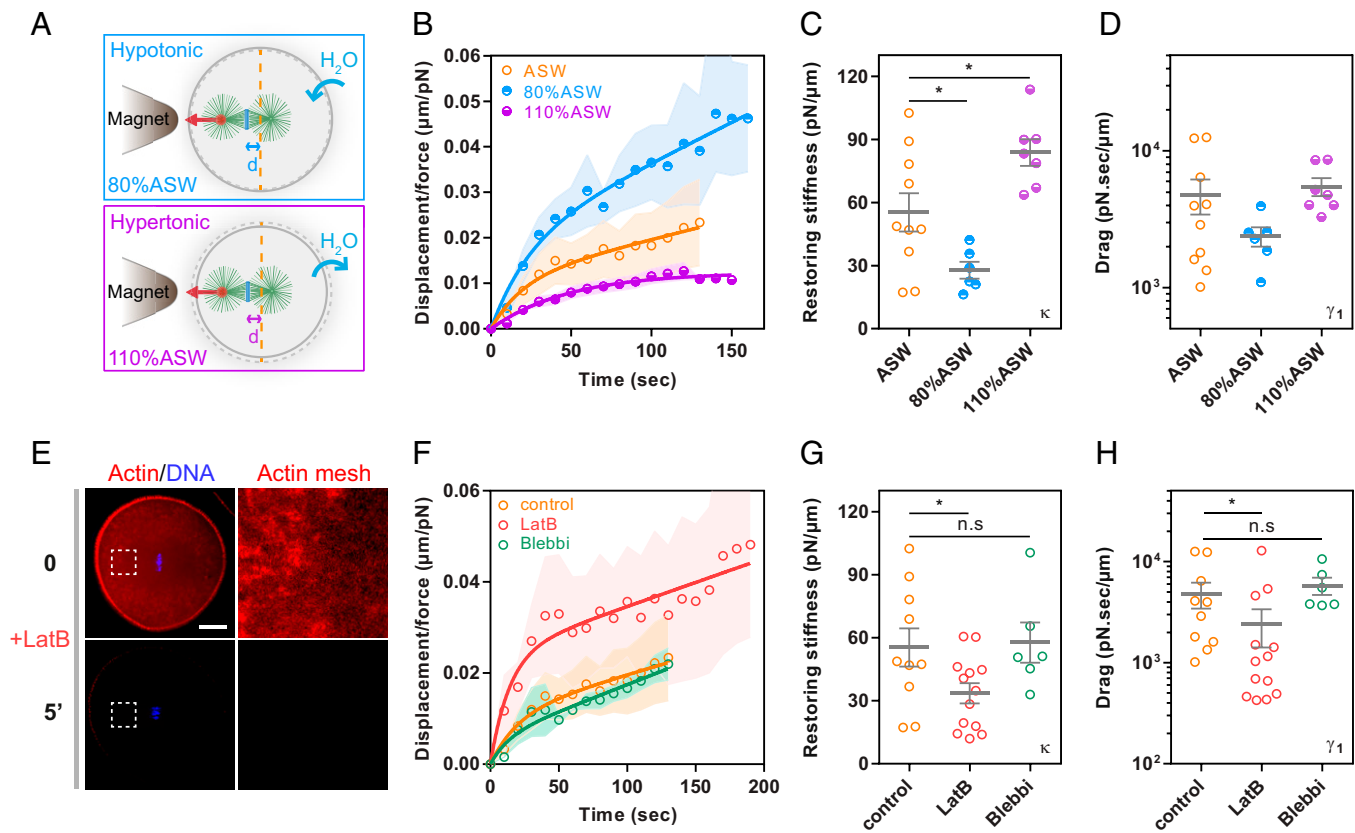 A
Hypotonic
H2O
Magnet
d
80%ASW
Hypertonic
H2O
Magnet
d
110%ASW
B
Displacement/force (µm/pN)
0.06
0.05
0.04
0.03
0.02
0.01
0.00
ASW
80%ASW
110%ASW
0 50 100 150
Time (sec)
C
Restoring stiffness (pN/µm)
120
90
60
30
0
*
*
κ
ASW
80%ASW
110%ASW
D
Drag (pN.sec/µm)
10^4
10^3
γ1
ASW
80%ASW
110%ASW
E
Actin/DNA Actin mesh
0
+LatB
5'
F
Displacement/force (µm/pN)
0.06
0.04
0.02
0.00
control
LatB
Blebbi
0 50 100 150 200
Time (sec)
G
Restoring stiffness (pN/µm)
120
90
60
30
0
*
n.s
κ
control
LatB
Blebbi
H
Drag (pN.sec/µm)
10^4
10^3
10^2
*
n.s
γ1
control
LatB
Blebbi